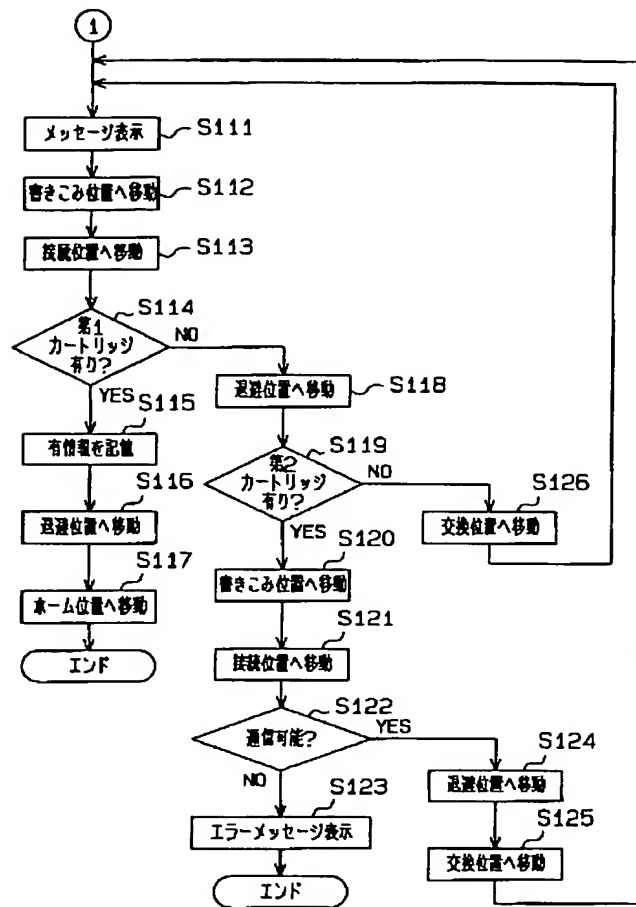 1
メッセージ表示
S111
書きこみ位置へ移動
S112
接続位置へ移動
S113
S114
第1
カートリッジ
有り?
NO
YES
S115
有情報を記憶
S116
退避位置へ移動
S117
ホーム位置へ移動
エンド
退避位置へ移動
S118
S119
第2
カートリッジ
有り?
NO
YES
S126
交換位置へ移動
S120
書きこみ位置へ移動
S121
接続位置へ移動
S122
通信可能?
YES
NO
S123
エラーメッセージ表示
エンド
S124
退避位置へ移動
S125
交換位置へ移動